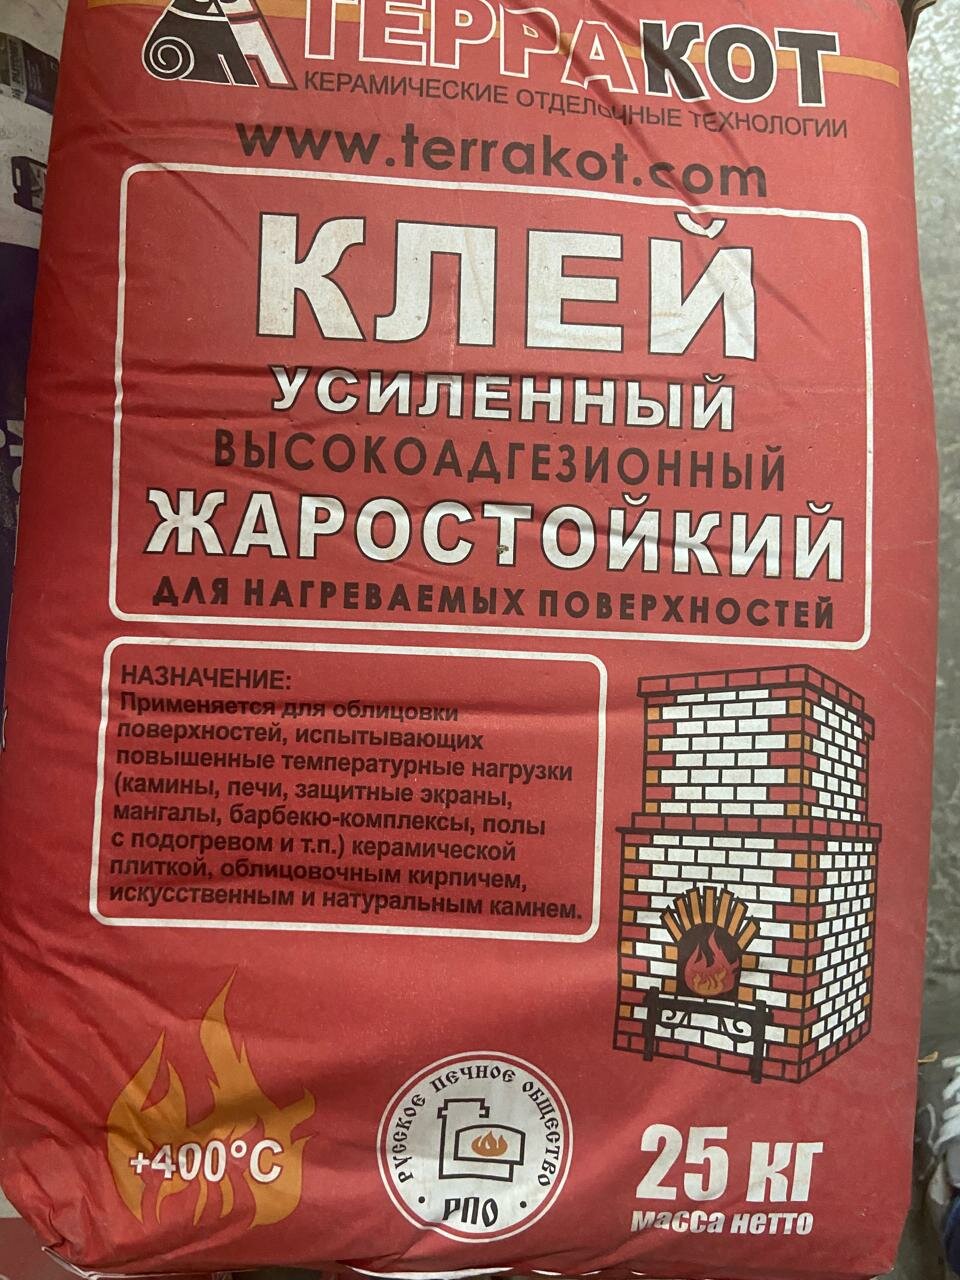 ТЕРРАКОТ
КЕРАМИЧЕСКИЕ ОТДЕЛОЧНЫЕ ТЕХНОЛОГИИ
www.terrakot.com
КЛЕЙ
УСИЛЕННЫЙ
ВЫСОКОАДГЕЗИОННЫЙ
ЖАРОСТОЙКИЙ
ДЛЯ НАГРЕВАЕМЫХ ПОВЕРХНОСТЕЙ
НАЗНАЧЕНИЕ:
Применяется для облицовки
поверхностей, испытывающих
повышенные температурные нагрузки
(камины, печи, защитные экраны,
мангалы, барбекю-комплексы, полы
с подогревом и т.п.) керамической
плиткой, облицовочным кирпичем,
искусственным и натуральным камнем.
+400°C
РУССКОЕ ПЕЧНОЕ ОБЩЕСТВО
• РПО •
25 кг
масса нетто